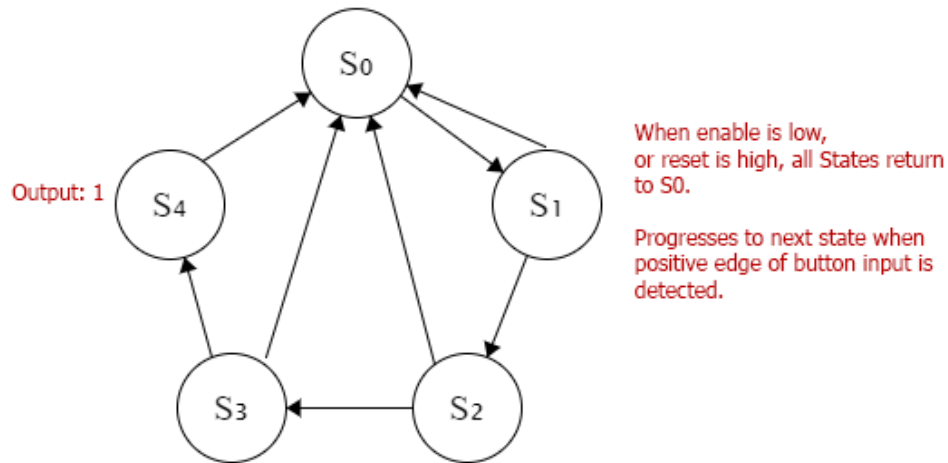 S0
When enable is low,
or reset is high, all States return
to S0.
Output: 1
S4
S1
Progresses to next state when
positive edge of button input is
detected.
S3
S2